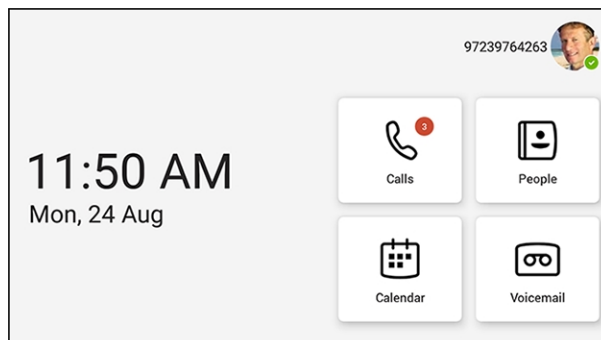 97239764263
3
11:50 AM
Mon, 24 Aug
Calls
People
Calendar
Voicemail